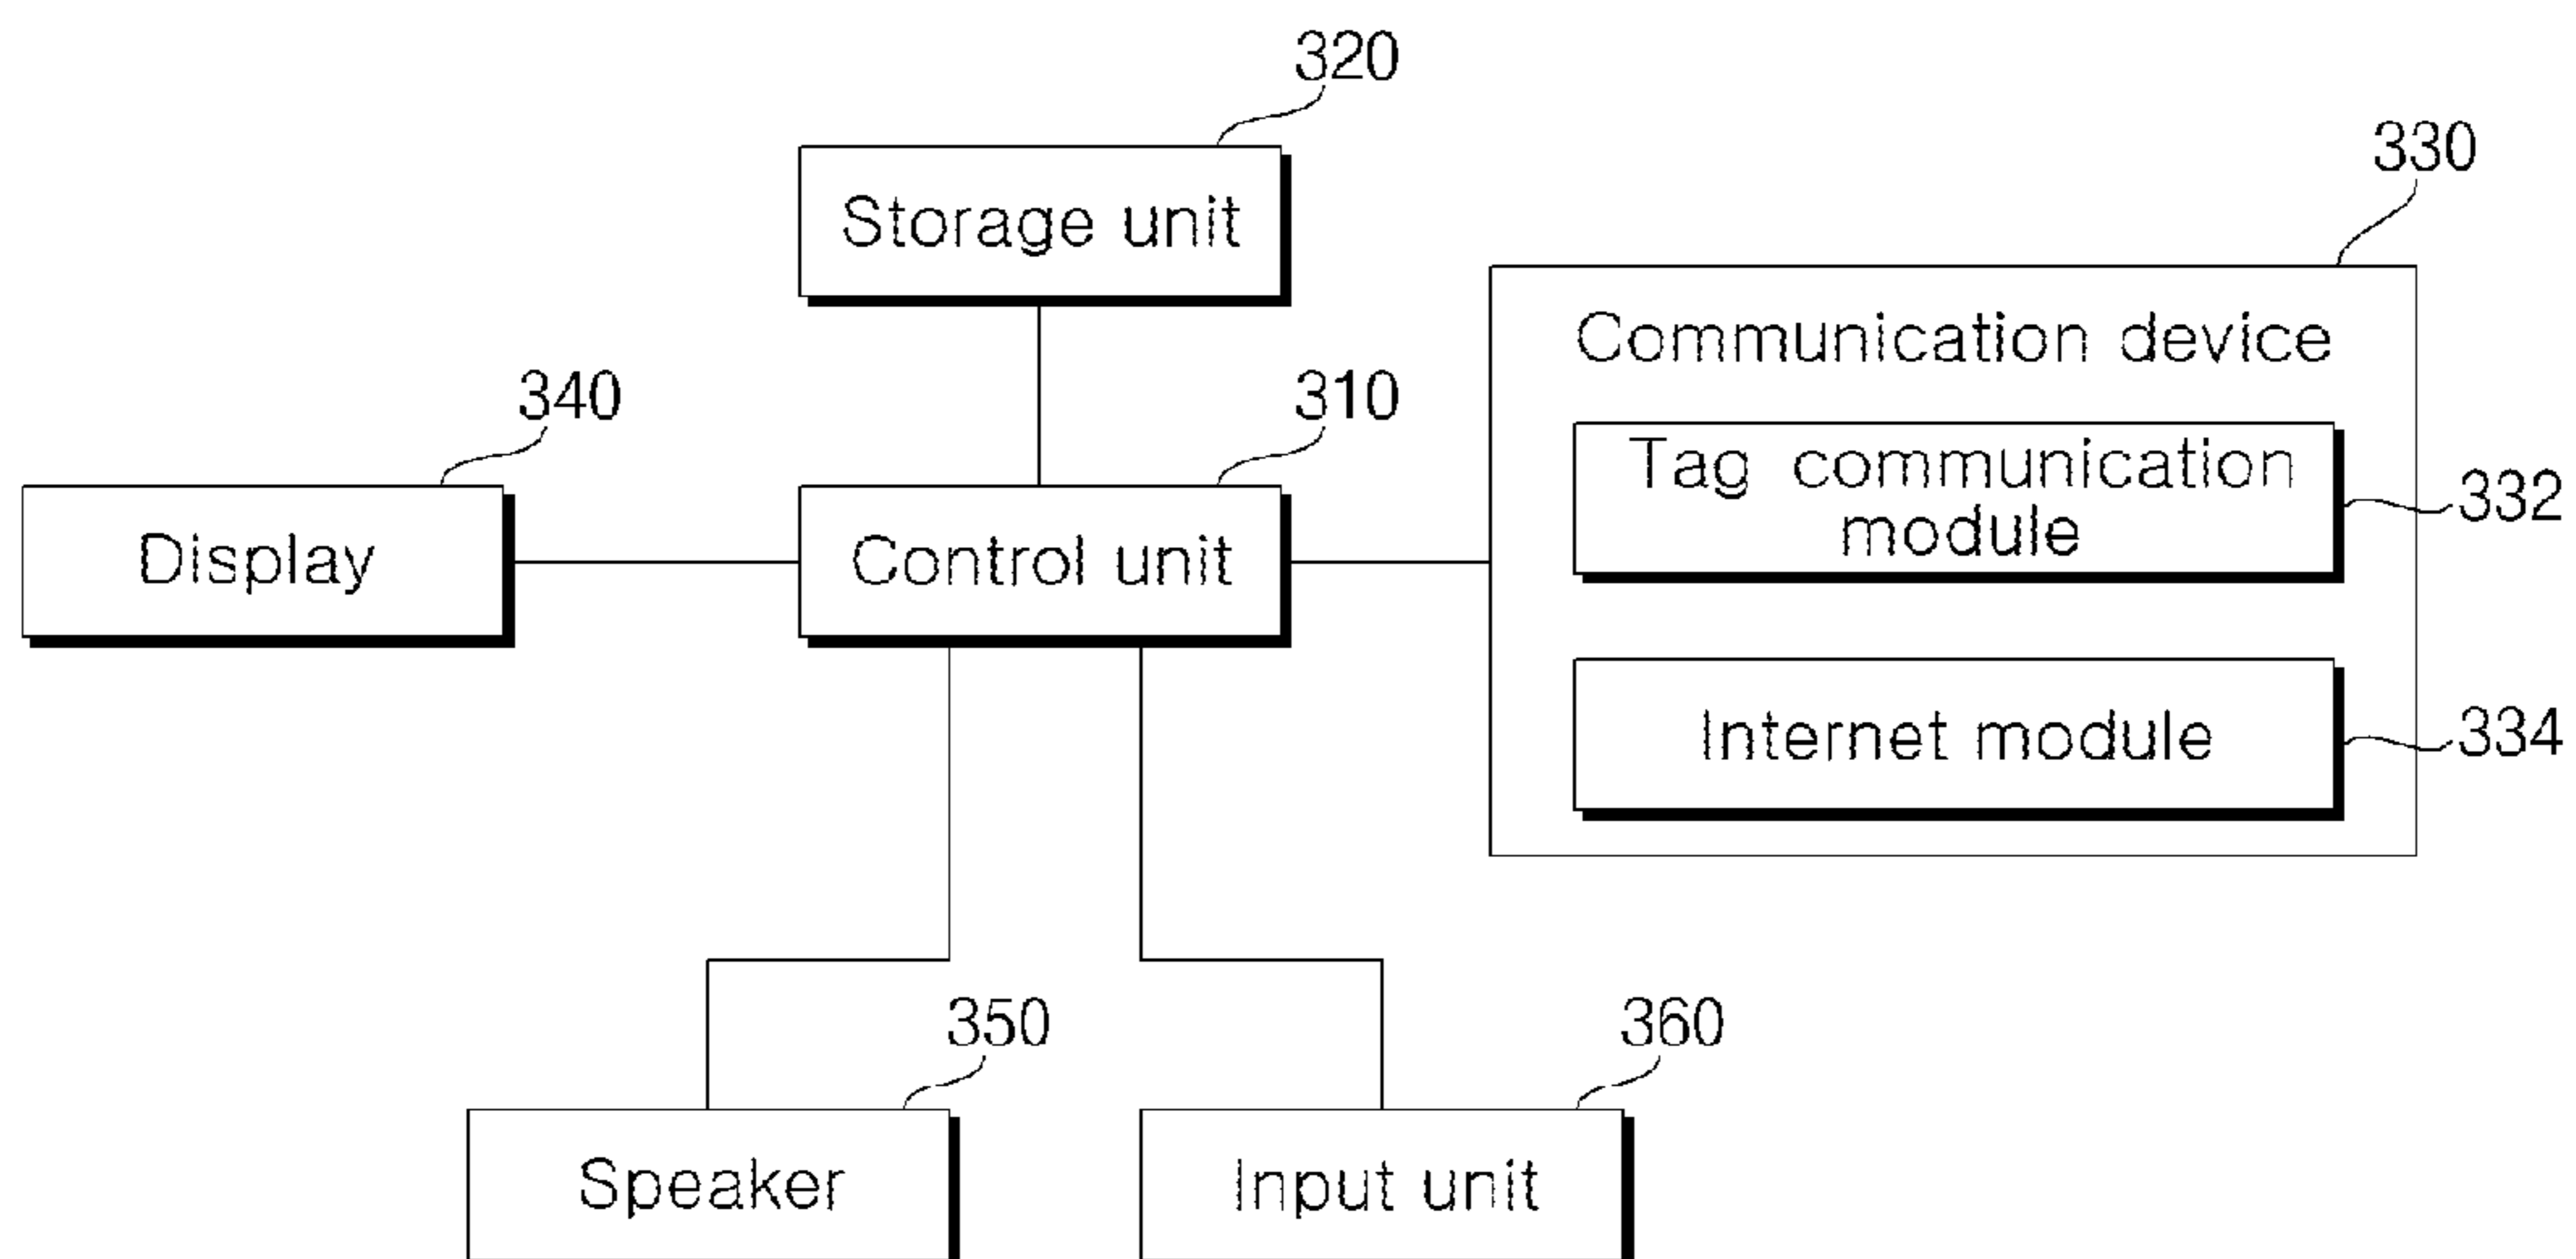 320
Storage unit
330
Communication device
340
310
Display
Control unit
Tag communication
module
332
Internet module
334
350
360
Speaker
Input unit